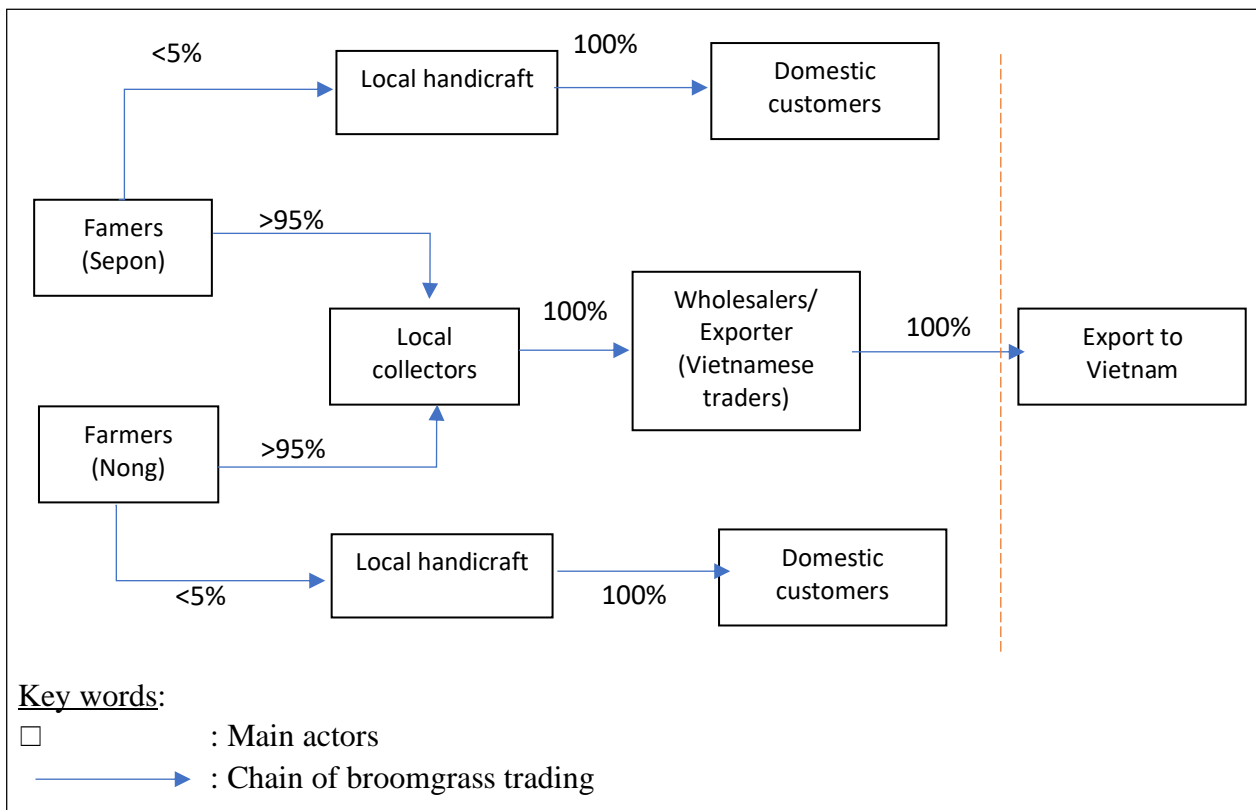 <5%
100%
Local handicraft
Domestic
customers
Famers
(Sepon)
>95%
Local
collectors
100%
Wholesalers/
Exporter
(Vietnamese
traders)
100%
Export to
Vietnam
Farmers
(Nong)
>95%
<5%
Local handicraft
100%
Domestic
customers
Key words:
: Main actors
: Chain of broomgrass trading